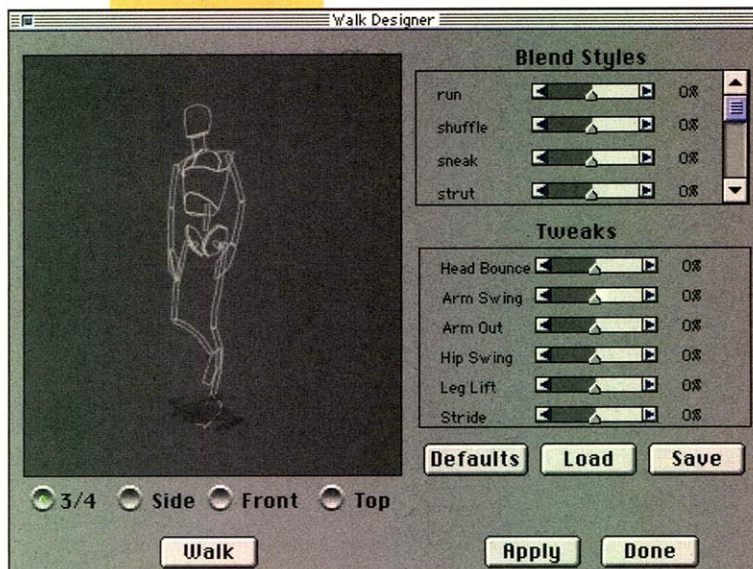 Walk Designer
Blend Styles
run 0%
shuffle 0%
sneak 0%
strut 0%
Tweaks
Head Bounce 0%
Arm Swing 0%
Arm Out 0%
Hip Swing 0%
Leg Lift 0%
Stride 0%
Defaults Load Save
3/4 Side Front Top
Walk Apply Done